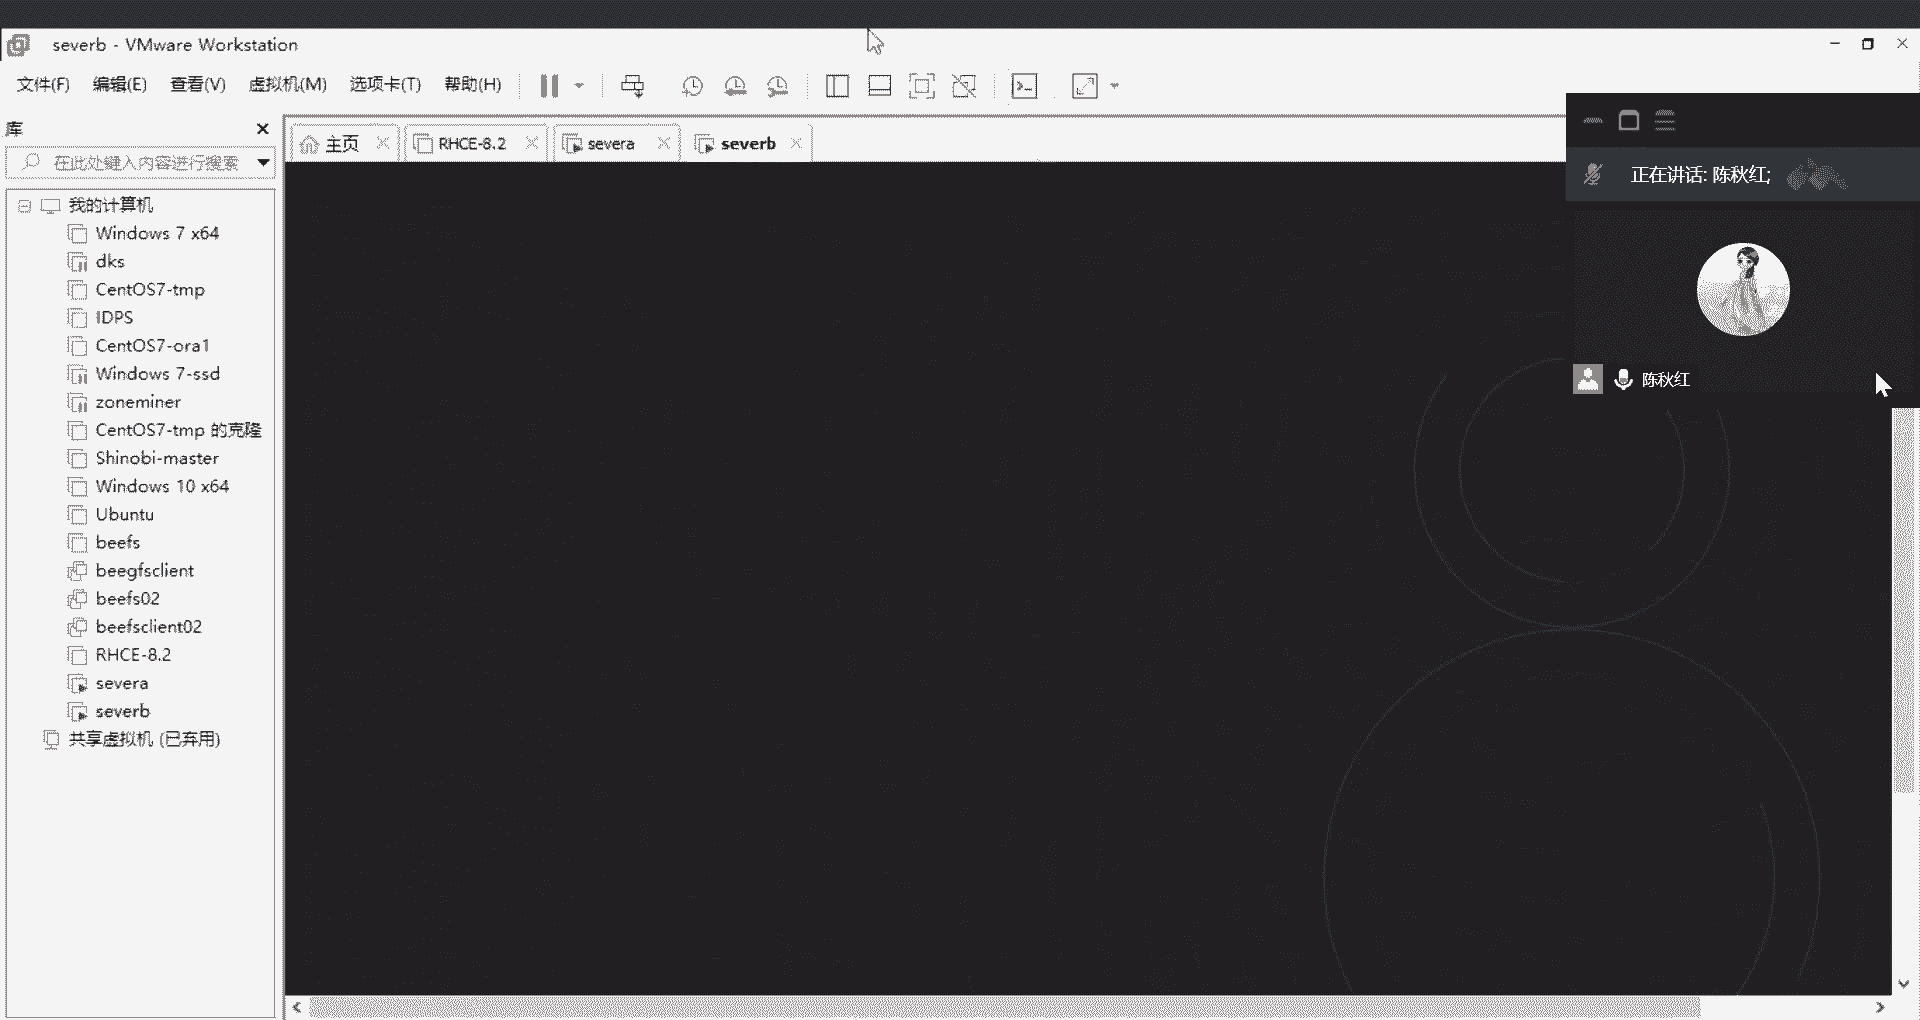 severb - VMware Workstation
文件(F) 编辑(E) 查看(V) 虚拟机(M) 选项卡(T) 帮助(H)
库
在此处键入内容进行搜索
我的计算机
Windows 7 x64
dks
CentOS7-tmp
IDPS
CentOS7-ora1
Windows 7-ssd
zoneminer
CentOS7-tmp 的克隆
Shinobi-master
Windows 10 x64
Ubuntu
beefs
beegfsclient
beefs02
beefsclient02
RHCE-8.2
severa
severb
共享虚拟机 (已弃用)
主页 RHCE-8.2 severa severb
正在讲话: 陈秋红;
陈秋红